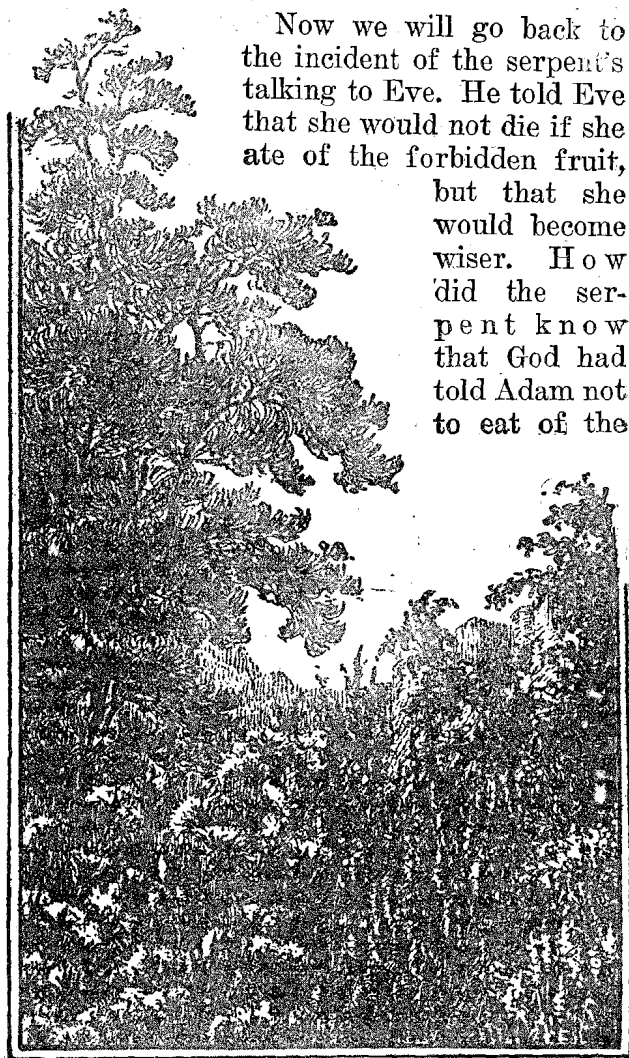 Now we will go back to
the incident of the serpent's
talking to Eve. He told Eve
that she would not die if she
ate of the forbidden fruit,
but that she
would become
wiser. How
did the ser-
pent know
that God had
told Adam not
to eat of the